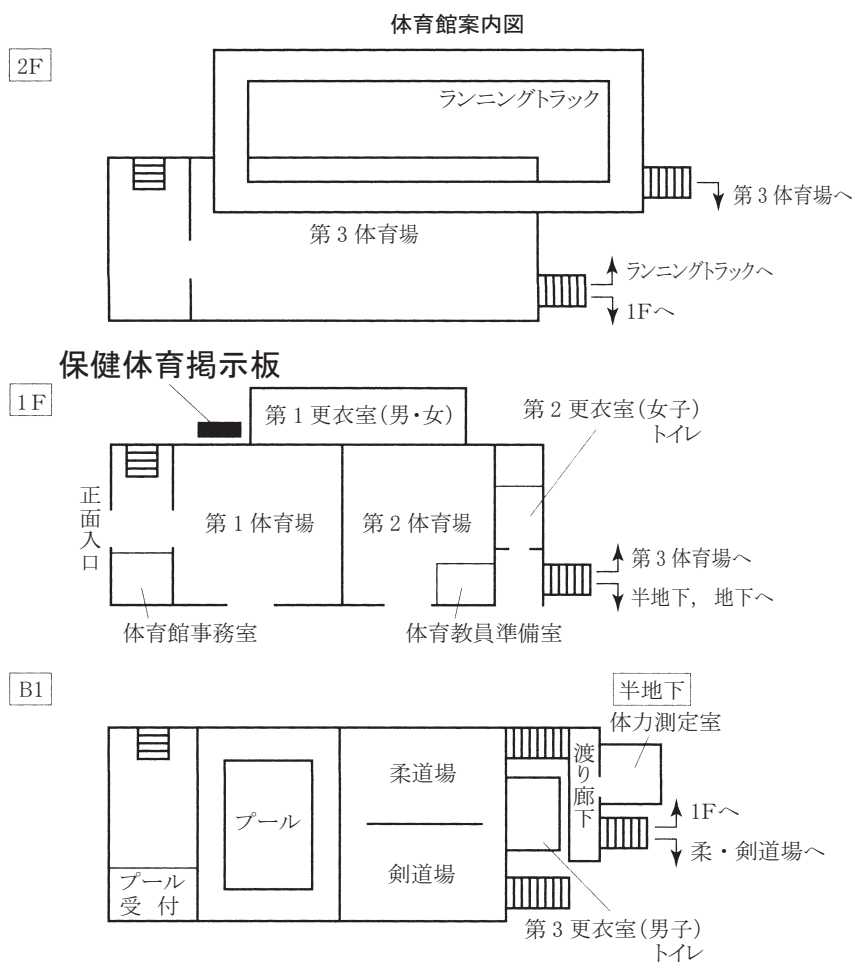 体育館案内図
2F
ランニングトラック
第3体育場へ
第3体育場
ランニングトラックへ
1Fへ
保健体育掲示板
1F
第1更衣室(男・女)
第2更衣室(女子)
トイレ
正面入口
第1体育場
第2体育場
第3体育場へ
半地下, 地下へ
体育館事務室
体育教員準備室
B1
半地下
体力測定室
渡り廊下
柔道場
プール
1Fへ
柔・剣道場へ
剣道場
プール
受付
第3更衣室(男子)
トイレ